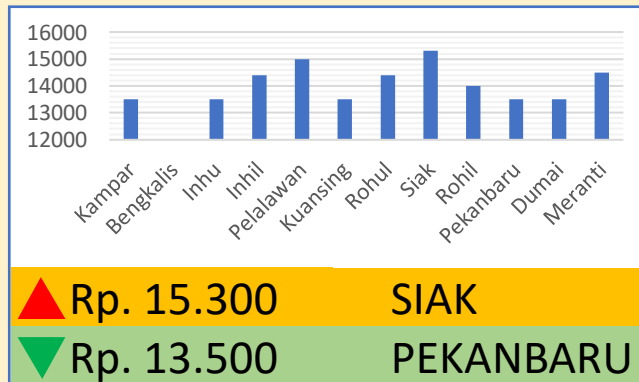 16000
15000
14000
13000
12000
Kampar
Bengkalis
Inhu
Inhil
Pelalawan
Kuansing
Rohul
Siak
Rohil
Pekanbaru
Dumai
Meranti
Rp. 15.300 SIAK
Rp. 13.500 PEKANBARU